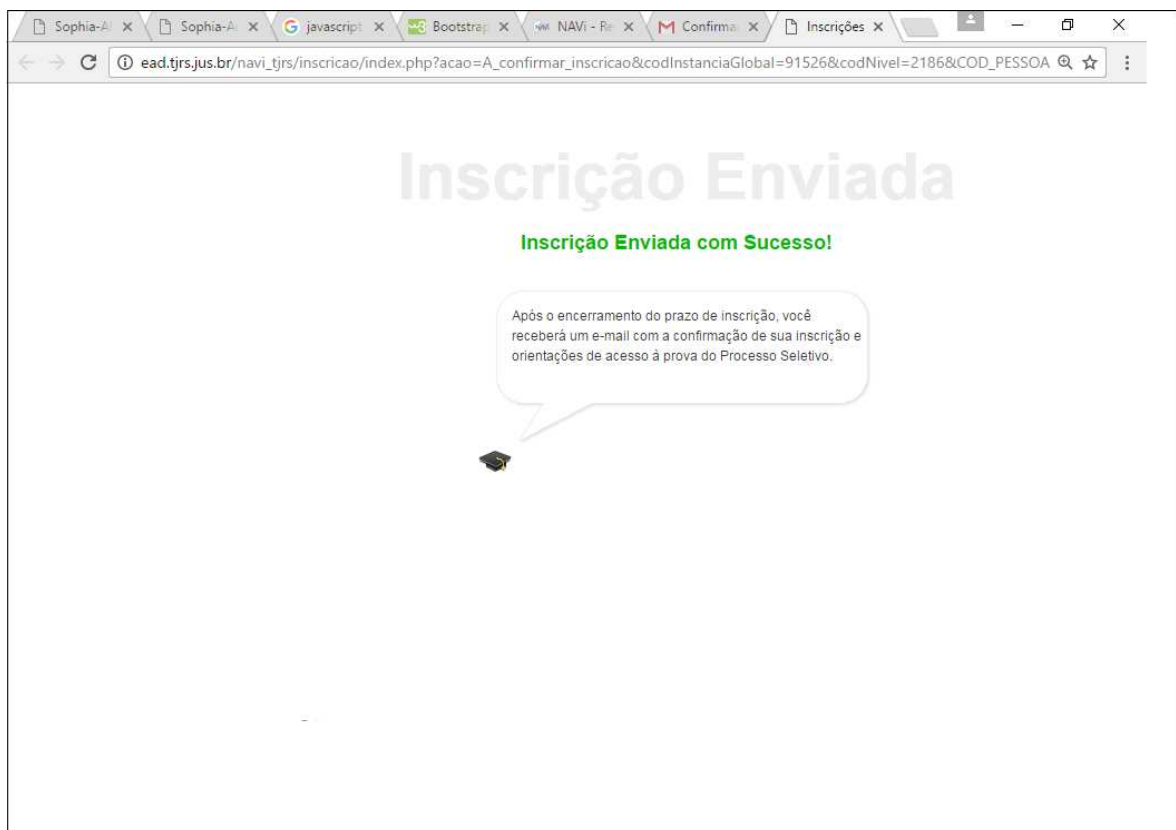 Sophia-A
Sophia-A
javascript
Bootstrap
NAVi - Re
Confirma
Inscrições
ead.tjrs.jus.br/navi_tjrs/inscricao/index.php?acao=A_confirmar_inscricao&codInstanciaGlobal=91526&codNivel=2186&COD_PESSOA
Inscrição Enviada
Inscrição Enviada com Sucesso!
Após o encerramento do prazo de inscrição, você
receberá um e-mail com a confirmação de sua inscrição e
orientações de acesso à prova do Processo Seletivo.